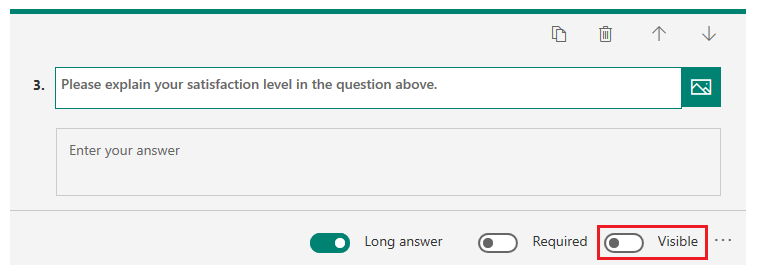 3. Please explain your satisfaction level in the question above.
Enter your answer
Long answer Required Visible ...